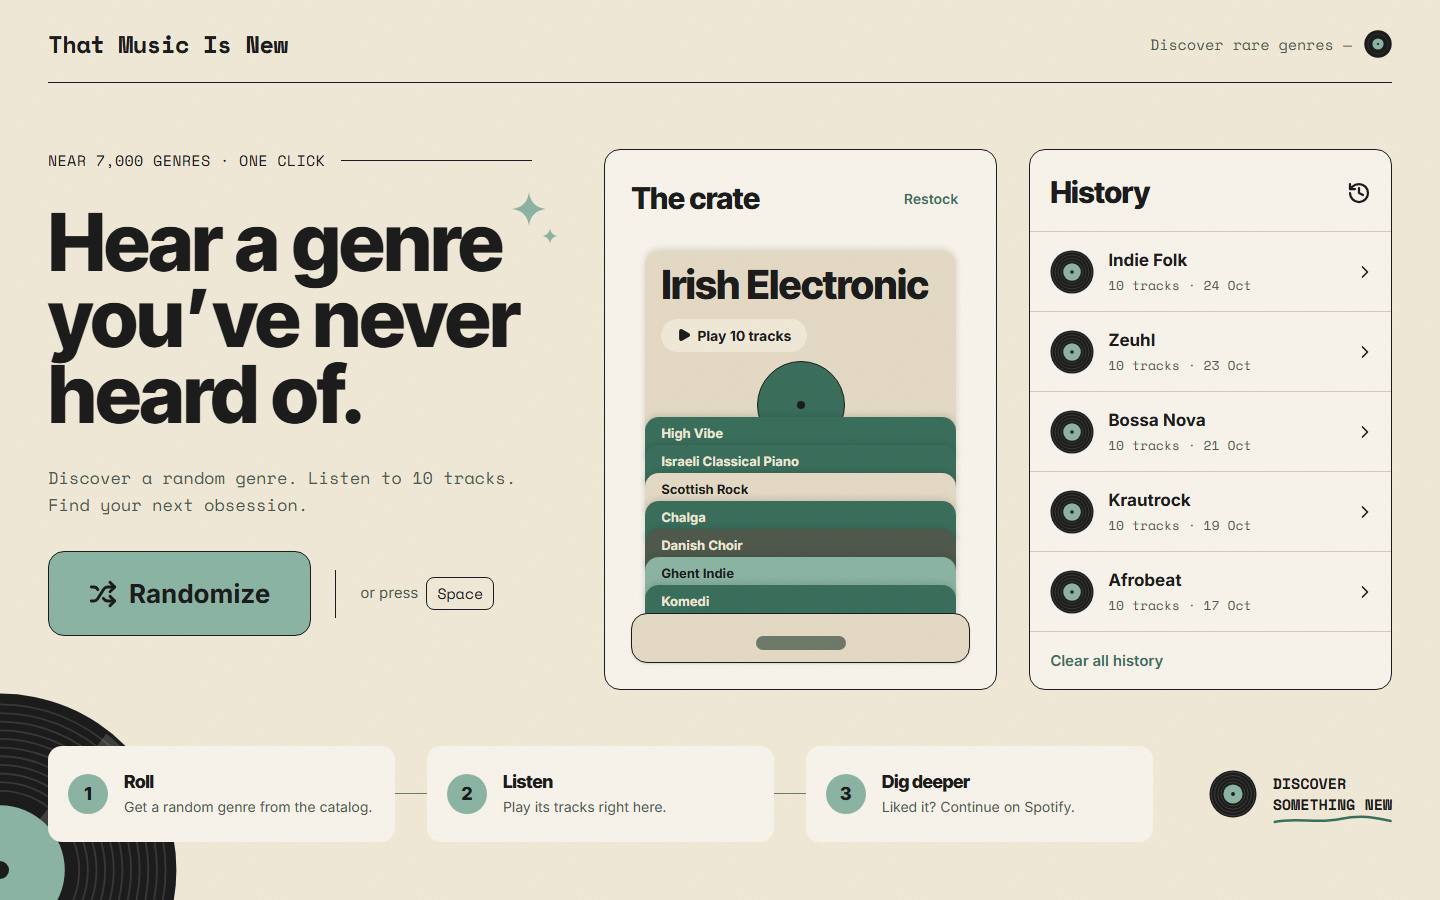 That Music Is New
Discover rare genres —
NEAR 7,000 GENRES · ONE CLICK
Hear a genre
you’ve never
heard of.
Discover a random genre. Listen to 10 tracks.
Find your next obsession.
Randomize
or press Space
The crate
Restock
Irish Electronic
Play 10 tracks
High Vibe
Israeli Classical Piano
Scottish Rock
Chalga
Danish Choir
Ghent Indie
Komedi
History
Indie Folk
10 tracks · 24 Oct
Zeuhl
10 tracks · 23 Oct
Bossa Nova
10 tracks · 21 Oct
Krautrock
10 tracks · 19 Oct
Afrobeat
10 tracks · 17 Oct
Clear all history
1
Roll
Get a random genre from the catalog.
2
Listen
Play its tracks right here.
3
Dig deeper
Liked it? Continue on Spotify.
DISCOVER
SOMETHING NEW